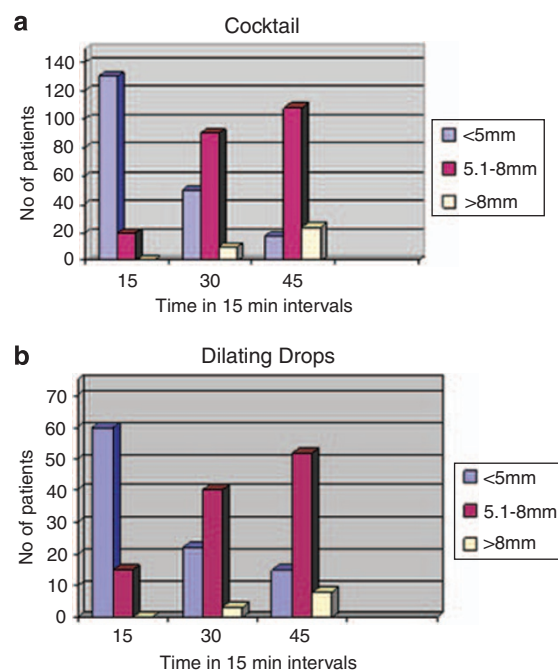 a
Cocktail
140
120
100
80
60
40
20
0
No of patients
15 30 45
Time in 15 min intervals
<5mm
5.1-8mm
>8mm
b
Dilating Drops
70
60
50
40
30
20
10
0
No of patients
15 30 45
Time in 15 min intervals
<5mm
5.1-8mm
>8mm